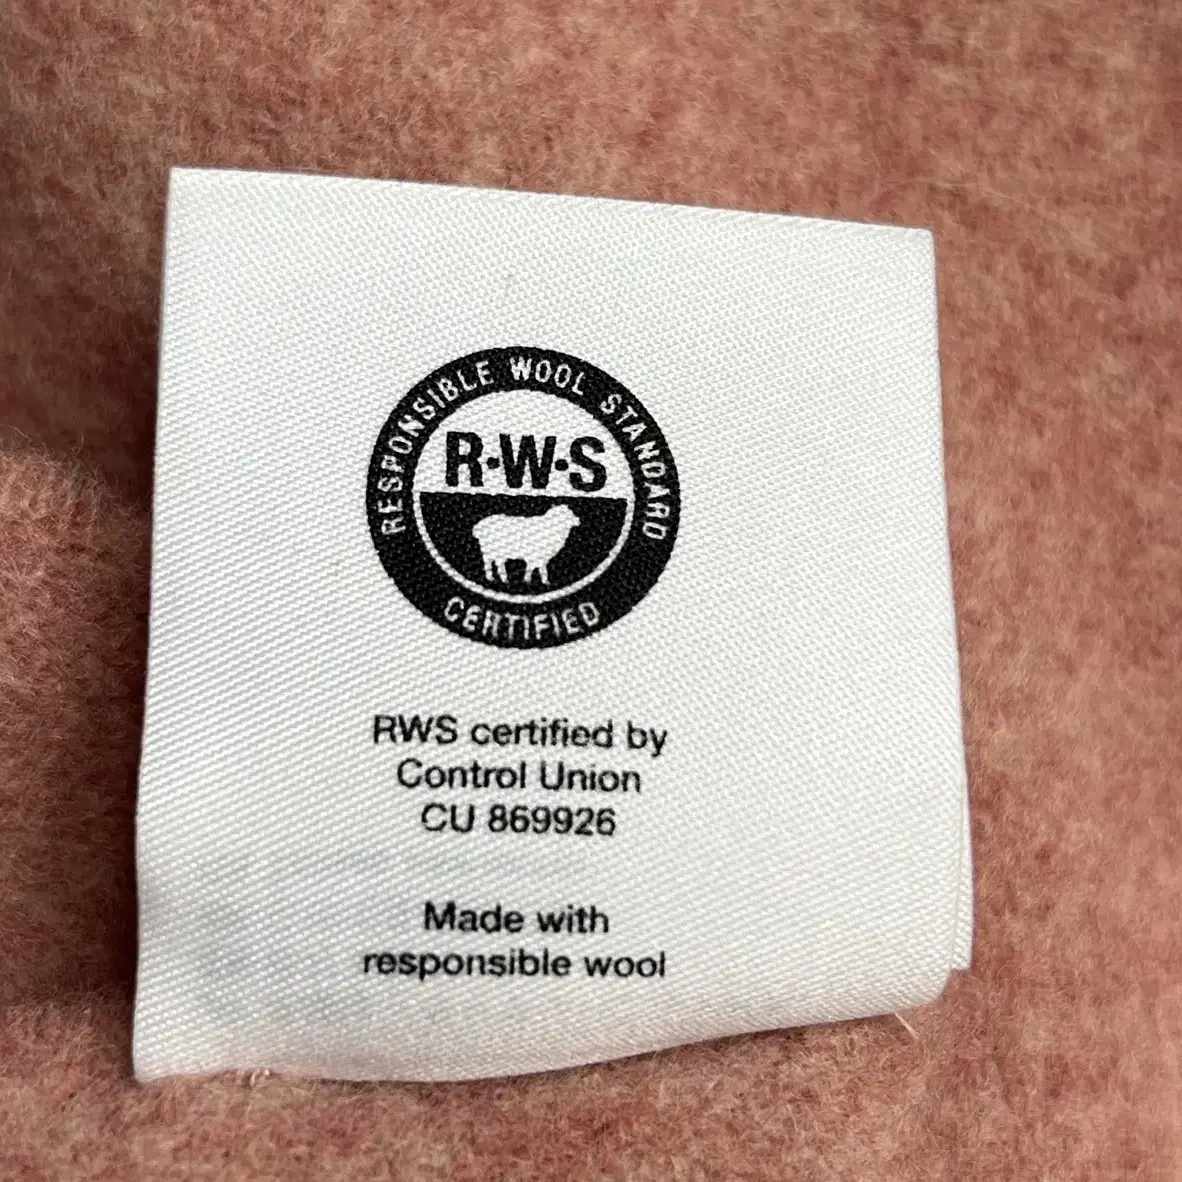 RESPONSIBLE WOOL STANDARD
R·W·S
CERTIFIED
RWS certified by
Control Union
CU 869926
Made with
responsible wool